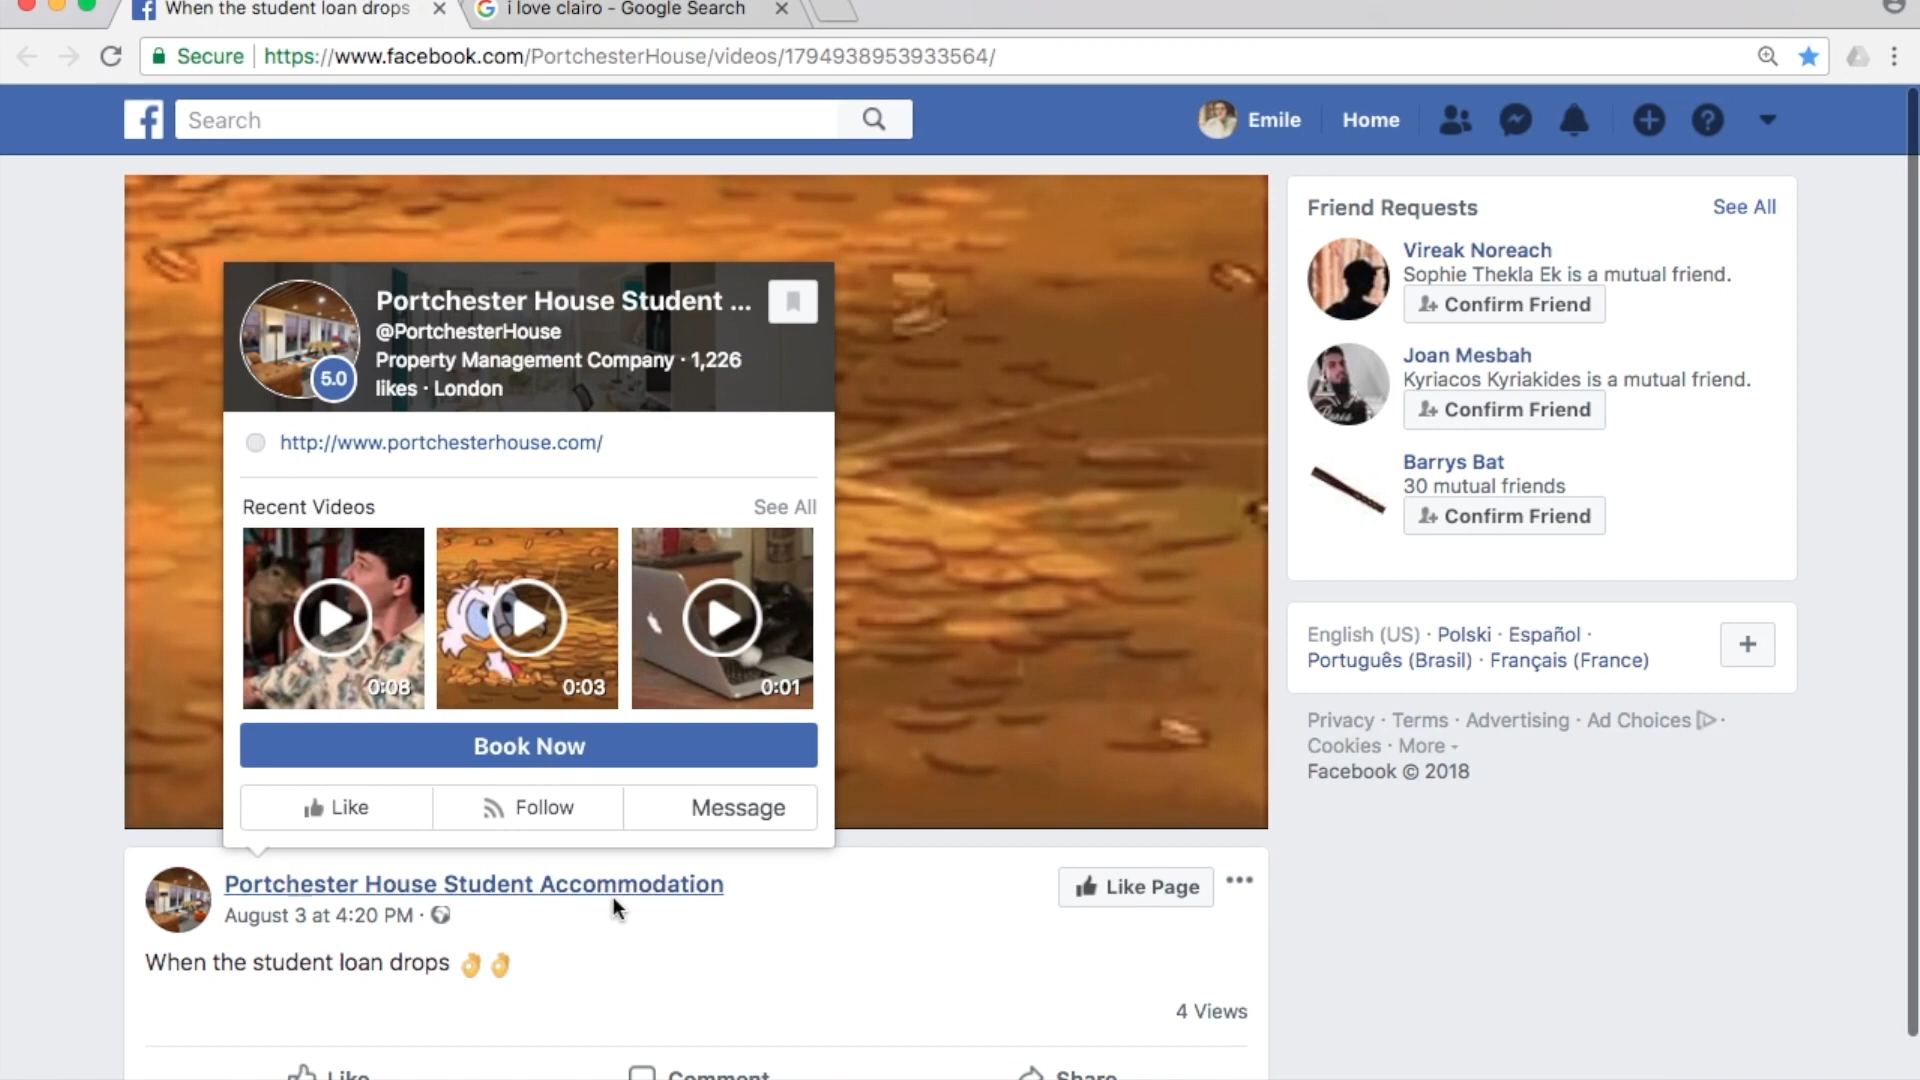 When the student loan drops
i love clairo - Google Search
Secure
https://www.facebook.com/PortchesterHouse/videos/1794938953933564/
Search
Emile
Home
Portchester House Student ...
@PortchesterHouse
Property Management Company · 1,226
likes · London
5.0
http://www.portchesterhouse.com/
Recent Videos
See All
0:08
0:03
0:01
Book Now
Like
Follow
Message
Portchester House Student Accommodation
August 3 at 4:20 PM ·
Like Page
When the student loan drops 👌👌
4 Views
Like
Comment
Share
Friend Requests
See All
Vireak Noreach
Sophie Thekla Ek is a mutual friend.
Confirm Friend
Joan Mesbah
Kyriacos Kyriakides is a mutual friend.
Confirm Friend
Barrys Bat
30 mutual friends
Confirm Friend
English (US) · Polski · Español ·
Português (Brasil) · Français (France)
Privacy · Terms · Advertising · Ad Choices ·
Cookies · More
Facebook © 2018